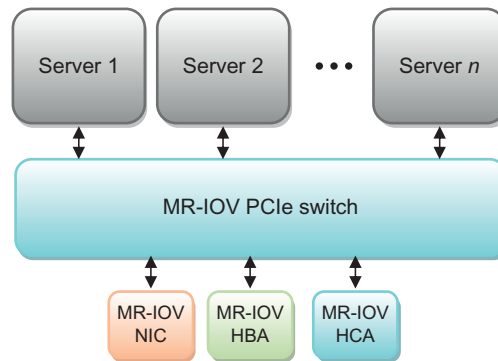 Server 1
Server 2
•••
Server n
MR-IOV PCIe switch
MR-IOV
NIC
MR-IOV
HBA
MR-IOV
HCA